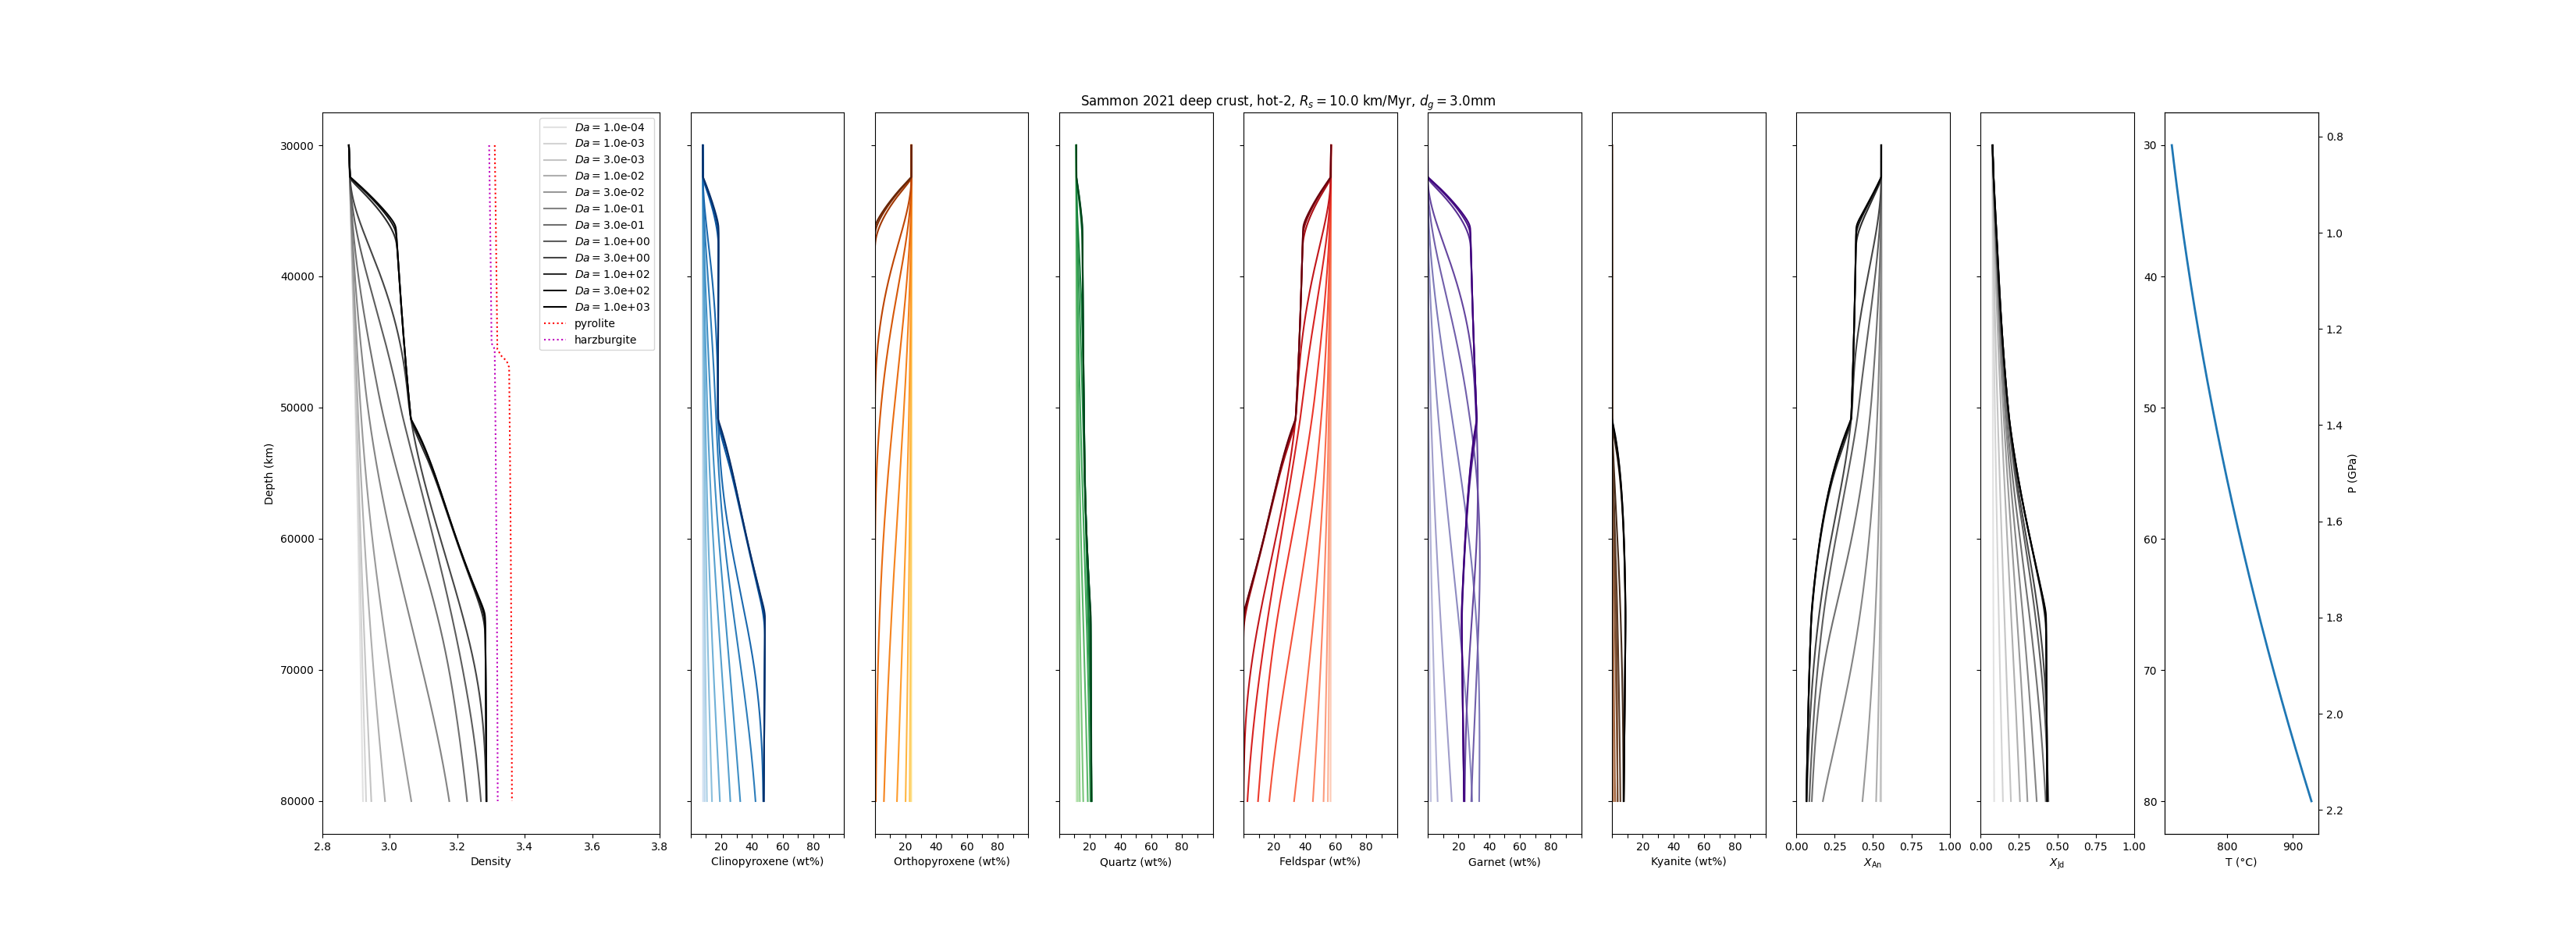 Sammon 2021 deep crust, hot-2, Rₛ = 10.0 km/Myr, d_g = 3.0mm
Da = 1.0e-04
Da = 1.0e-03
Da = 3.0e-03
Da = 1.0e-02
Da = 3.0e-02
Da = 1.0e-01
Da = 3.0e-01
Da = 1.0e+00
Da = 3.0e+00
Da = 1.0e+02
Da = 3.0e+02
Da = 1.0e+03
pyrolite
harzburgite
Depth (km)
30000
40000
50000
60000
70000
80000
2.8 3.0 3.2 3.4 3.6 3.8
Density
20 40 60 80
Clinopyroxene (wt%)
20 40 60 80
Orthopyroxene (wt%)
20 40 60 80
Quartz (wt%)
20 40 60 80
Feldspar (wt%)
20 40 60 80
Garnet (wt%)
20 40 60 80
Kyanite (wt%)
0.00 0.25 0.50 0.75 1.00
X_An
0.00 0.25 0.50 0.75 1.00
X_Jd
30
40
50
60
70
80
800 900
T (°C)
0.8
1.0
1.2
1.4
1.6
1.8
2.0
2.2
P (GPa)